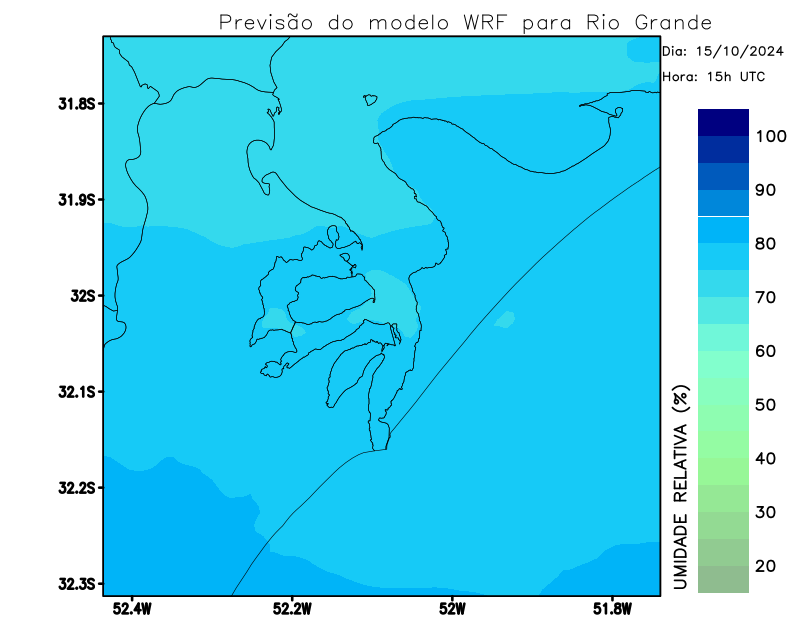 Previsão do modelo WRF para Rio Grande
Dia: 15/10/2024
Hora: 15h UTC
31.8S
31.9S
32S
32.1S
32.2S
32.3S
52.4W
52.2W
52W
51.8W
100
90
80
70
60
50
40
30
20
UMIDADE RELATIVA (%)